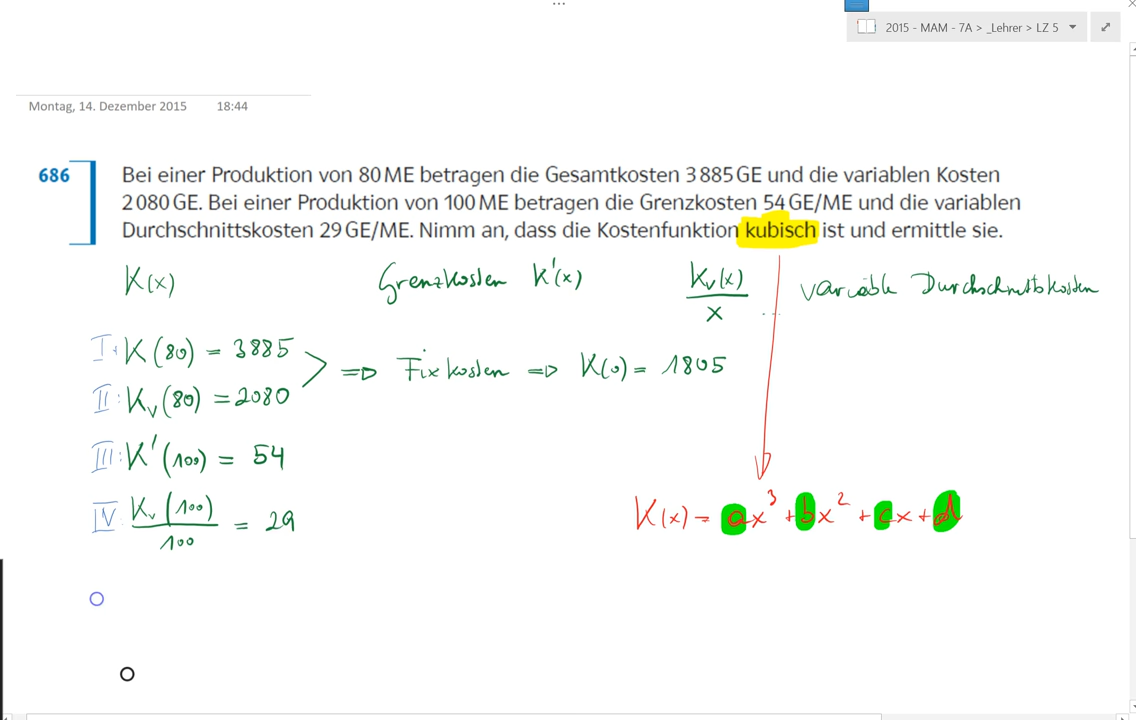 2015 - MAM - 7A > _Lehrer > LZ 5
Montag, 14. Dezember 2015 18:44
686 Bei einer Produktion von 80 ME betragen die Gesamtkosten 3 885 GE und die variablen Kosten
2 080 GE. Bei einer Produktion von 100 ME betragen die Grenzkosten 54 GE/ME und die variablen
Durchschnittskosten 29 GE/ME. Nimm an, dass die Kostenfunktion kubisch ist und ermittle sie.
K(x) Grenzkosten K'(x) Kv(x)/x variable Durchschnittskosten
I: K(80) = 3885
⇒ Fixkosten ⇒ K(0) = 1805
II: Kv(80) = 2080
III: K'(100) = 54
IV: Kv(100)/100 = 29
K(x) = ax³ + bx² + cx + d